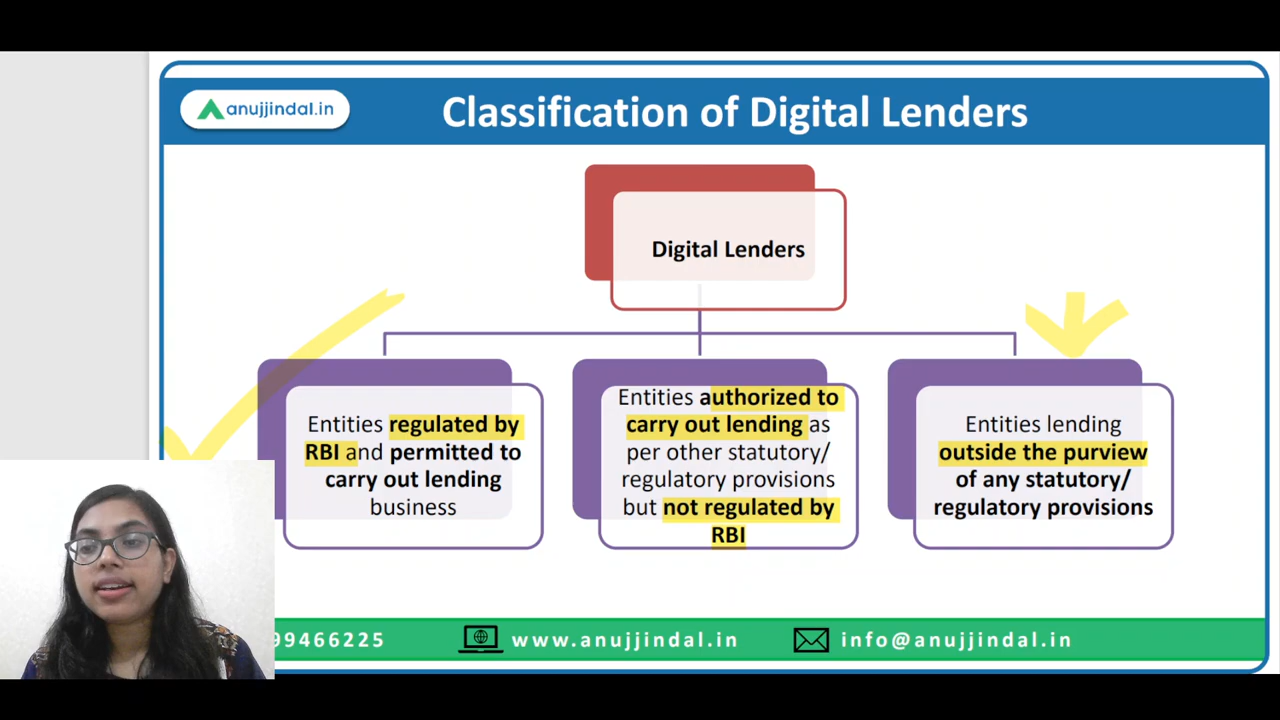 anujjindal.in
Classification of Digital Lenders
Digital Lenders
Entities regulated by
RBI and permitted to
carry out lending
business
Entities authorized to
carry out lending as
per other statutory/
regulatory provisions
but not regulated by
RBI
Entities lending
outside the purview
of any statutory/
regulatory provisions
99466225
www.anujjindal.in
info@anujjindal.in